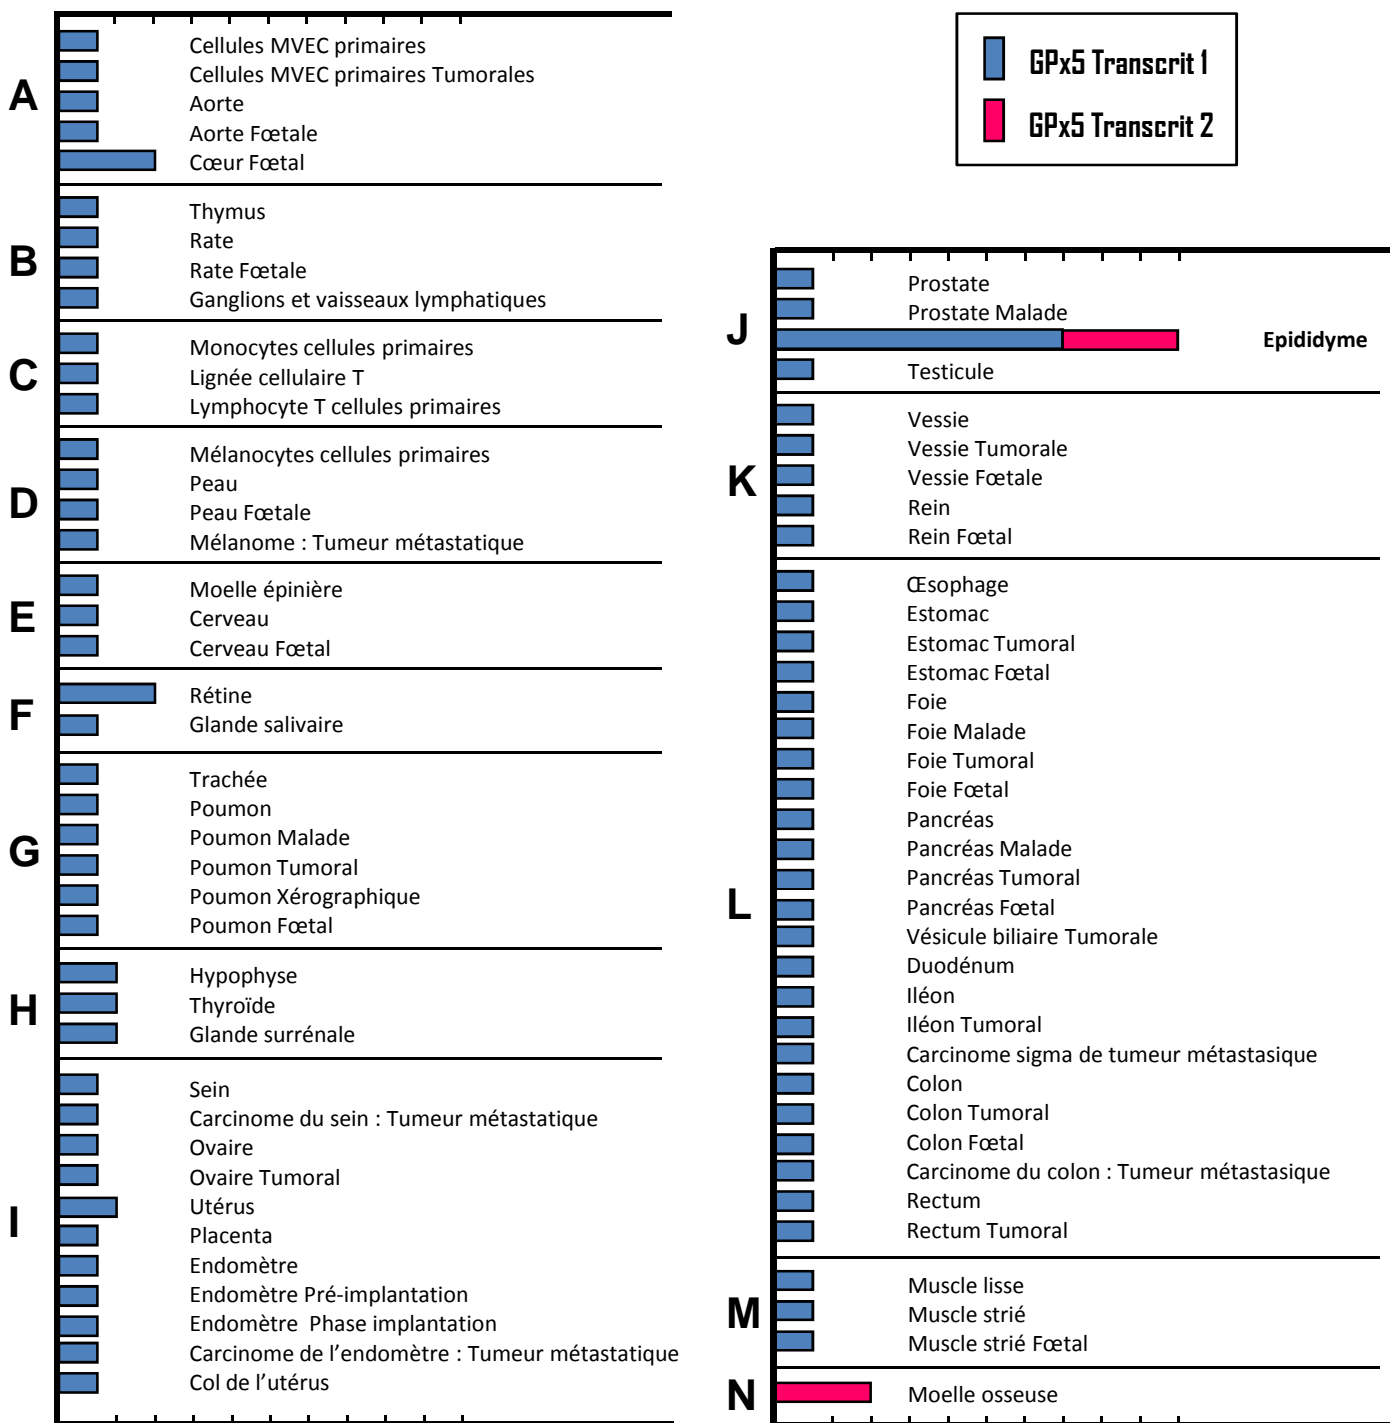 A
Cellules MVEC primaires
Cellules MVEC primaires Tumorales
Aorte
Aorte Fœtale
Cœur Fœtal
B
Thymus
Rate
Rate Fœtale
Ganglions et vaisseaux lymphatiques
C
Monocytes cellules primaires
Lignée cellulaire T
Lymphocyte T cellules primaires
D
Mélanocytes cellules primaires
Peau
Peau Fœtale
Mélanome : Tumeur métastatique
E
Moelle épinière
Cerveau
Cerveau Fœtal
F
Rétine
Glande salivaire
G
Trachée
Poumon
Poumon Malade
Poumon Tumoral
Poumon Xérographique
Poumon Fœtal
H
Hypophyse
Thyroïde
Glande surrénale
I
Sein
Carcinome du sein : Tumeur métastatique
Ovaire
Ovaire Tumoral
Utérus
Placenta
Endomètre
Endomètre Pré-implantation
Endomètre Phase implantation
Carcinome de l’endomètre : Tumeur métastatique
Col de l’utérus
GPx5 Transcrit 1
GPx5 Transcrit 2
J
Prostate
Prostate Malade
Epididyme
Testicule
K
Vessie
Vessie Tumorale
Vessie Fœtale
Rein
Rein Fœtal
L
Œsophage
Estomac
Estomac Tumoral
Estomac Fœtal
Foie
Foie Malade
Foie Tumoral
Foie Fœtal
Pancréas
Pancréas Malade
Pancréas Tumoral
Pancréas Fœtal
Vésicule biliaire Tumorale
Duodénum
Iléon
Iléon Tumoral
Carcinome sigma de tumeur métastasique
Colon
Colon Tumoral
Colon Fœtal
Carcinome du colon : Tumeur métastasique
Rectum
Rectum Tumoral
M
Muscle lisse
Muscle strié
Muscle strié Fœtal
N
Moelle osseuse